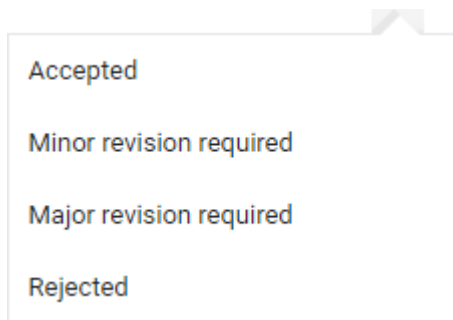 Accepted
Minor revision required
Major revision required
Rejected